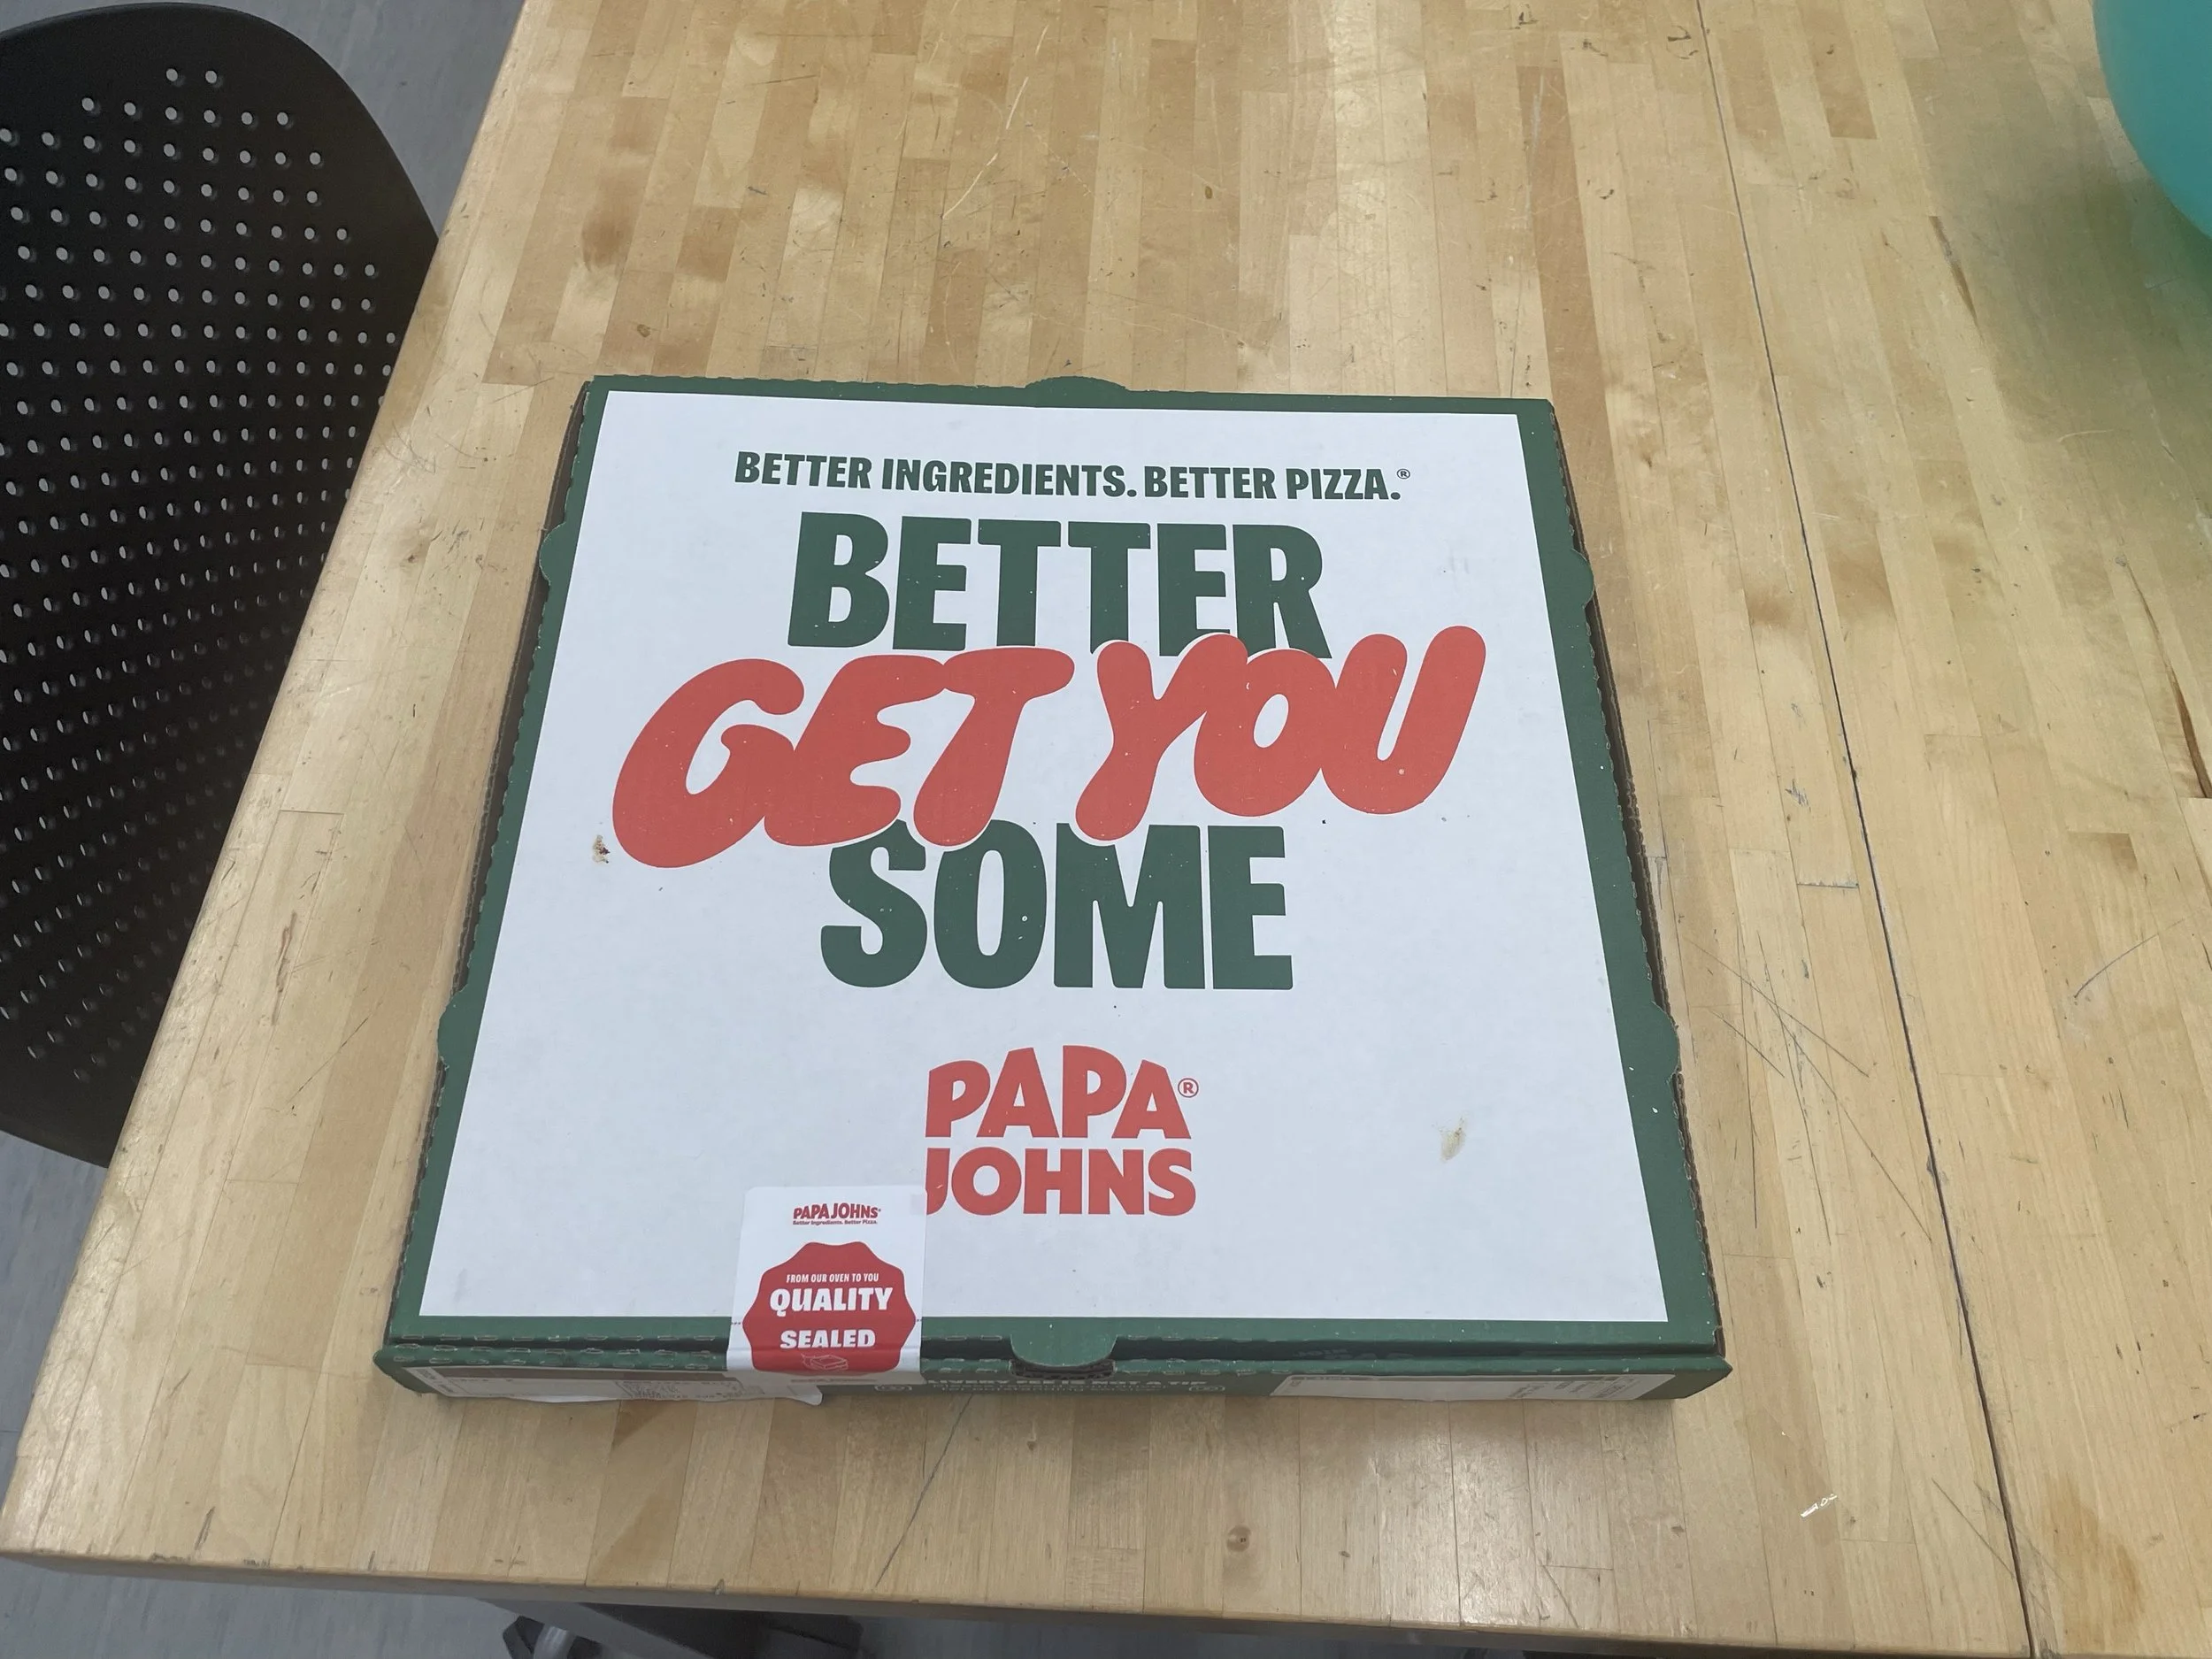 BETTER INGREDIENTS. BETTER PIZZA.®
BETTER
GET YOU
SOME
PAPA®
JOHNS
PAPA JOHNS
Better Ingredients. Better Pizza.
FROM OUR OVEN TO YOU
QUALITY
SEALED